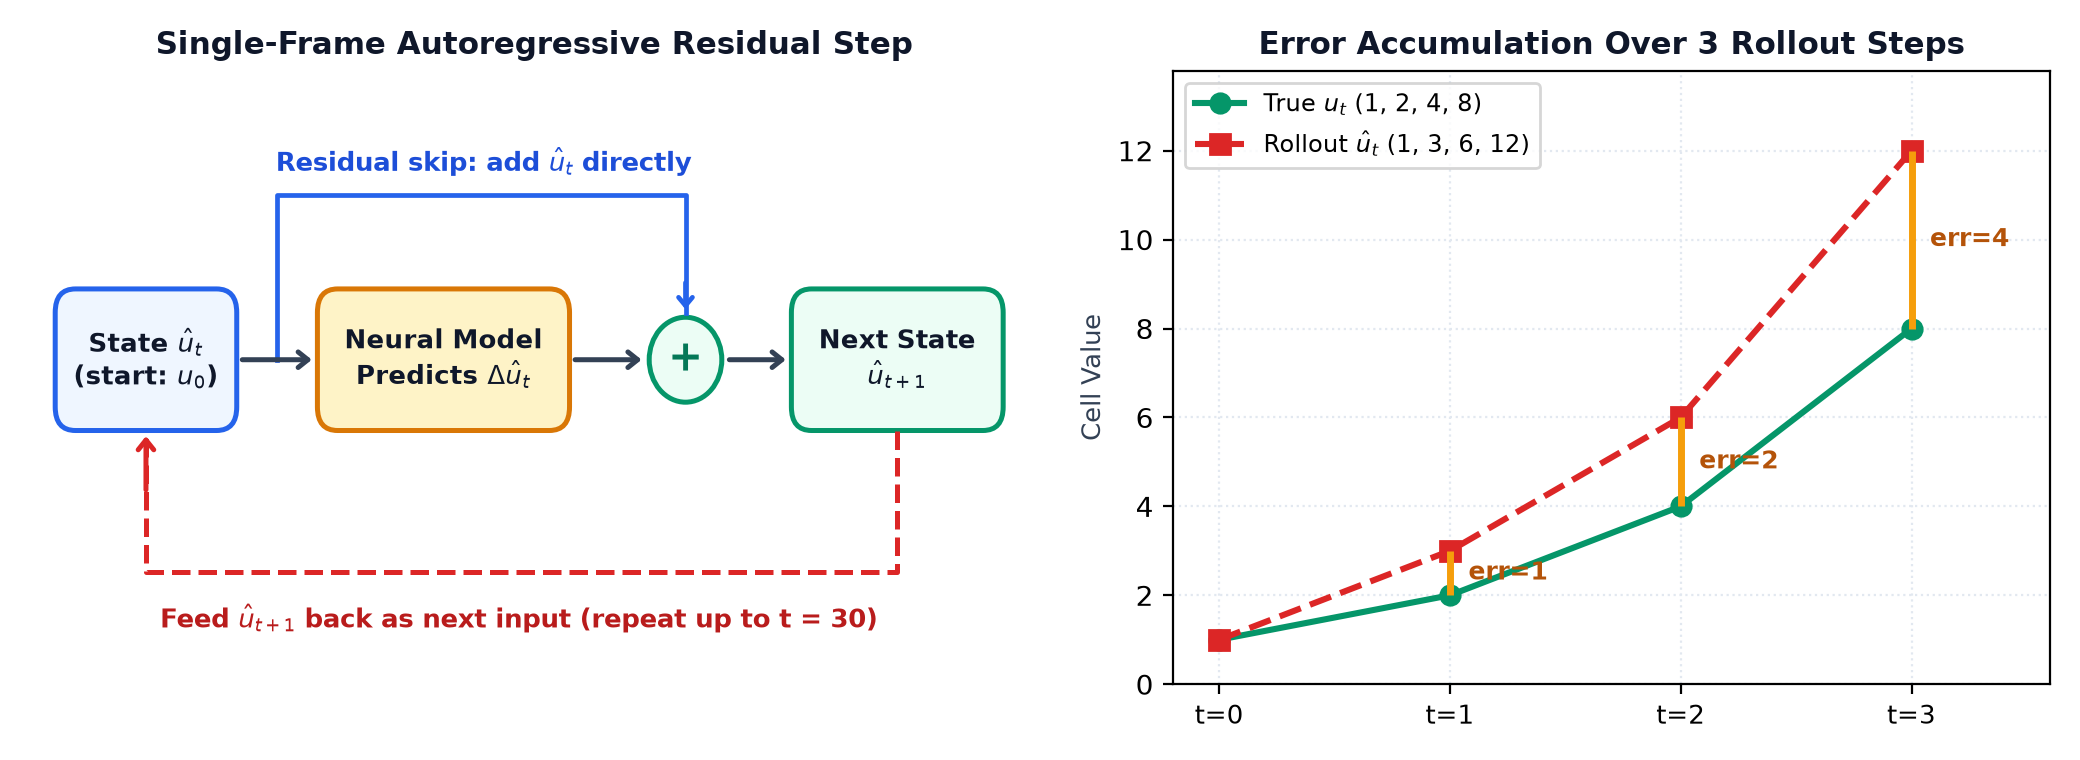 Single-Frame Autoregressive Residual Step
Residual skip: add û_t directly
State û_t
(start: u_0)
Neural Model
Predicts Δû_t
+
Next State
û_{t+1}
Feed û_{t+1} back as next input (repeat up to t = 30)
Error Accumulation Over 3 Rollout Steps
True u_t (1, 2, 4, 8)
Rollout û_t (1, 3, 6, 12)
Cell Value
12
10
8
6
4
2
0
err=4
err=2
err=1
t=0
t=1
t=2
t=3